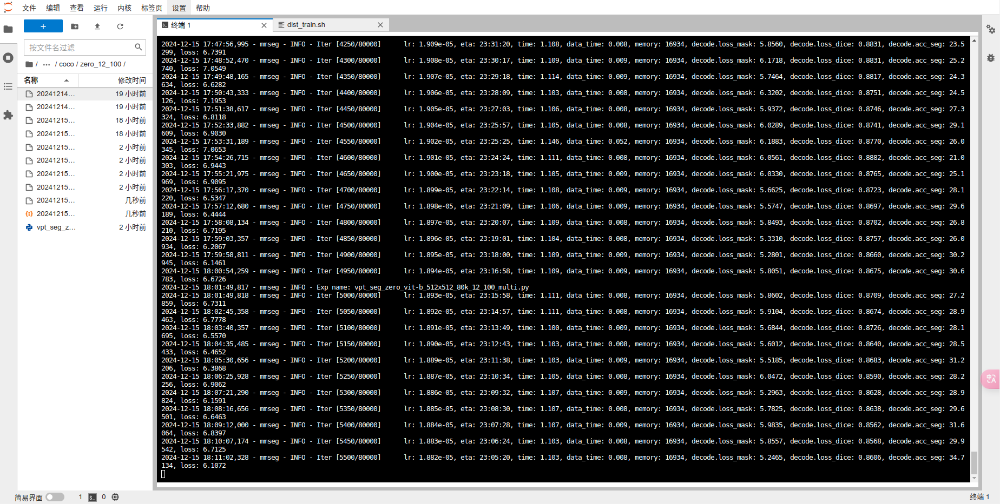 文件 编辑 查看 运行 内核 标签页 设置 帮助
+
按文件名过滤
/ ··· / coco / zero_12_100 /
名称 修改时间
20241214... 19 小时前
20241214... 19 小时前
20241215... 18 小时前
20241215... 18 小时前
20241215... 2 小时前
20241215... 2 小时前
20241215... 2 小时前
20241215... 2 小时前
20241215... 几秒前
20241215... 几秒前
vpt_seg_z... 2 小时前
终端 1
dist_train.sh
2024-12-15 17:47:56,995 - mmseg - INFO - Iter [4250/80000] lr: 1.909e-05, eta: 23:31:20, time: 1.108, data_time: 0.008, memory: 16934, decode.loss_mask: 5.8560, decode.loss_dice: 0.8831, decode.acc_seg: 23.5
299, loss: 6.7391
2024-12-15 17:48:52,470 - mmseg - INFO - Iter [4300/80000] lr: 1.908e-05, eta: 23:30:17, time: 1.109, data_time: 0.009, memory: 16934, decode.loss_mask: 6.1718, decode.loss_dice: 0.8831, decode.acc_seg: 25.2
740, loss: 7.0549
2024-12-15 17:49:48,165 - mmseg - INFO - Iter [4350/80000] lr: 1.907e-05, eta: 23:29:18, time: 1.114, data_time: 0.009, memory: 16934, decode.loss_mask: 5.7464, decode.loss_dice: 0.8817, decode.acc_seg: 24.3
634, loss: 6.6282
2024-12-15 17:50:43,333 - mmseg - INFO - Iter [4400/80000] lr: 1.906e-05, eta: 23:28:09, time: 1.103, data_time: 0.008, memory: 16934, decode.loss_mask: 6.3202, decode.loss_dice: 0.8751, decode.acc_seg: 24.5
126, loss: 7.1953
2024-12-15 17:51:38,617 - mmseg - INFO - Iter [4450/80000] lr: 1.905e-05, eta: 23:27:03, time: 1.106, data_time: 0.008, memory: 16934, decode.loss_mask: 5.9372, decode.loss_dice: 0.8746, decode.acc_seg: 27.3
324, loss: 6.8118
2024-12-15 17:52:33,882 - mmseg - INFO - Iter [4500/80000] lr: 1.904e-05, eta: 23:25:57, time: 1.105, data_time: 0.008, memory: 16934, decode.loss_mask: 6.0289, decode.loss_dice: 0.8741, decode.acc_seg: 29.1
609, loss: 6.9030
2024-12-15 17:53:31,189 - mmseg - INFO - Iter [4550/80000] lr: 1.902e-05, eta: 23:25:25, time: 1.146, data_time: 0.052, memory: 16934, decode.loss_mask: 6.1883, decode.loss_dice: 0.8770, decode.acc_seg: 26.0
345, loss: 7.0653
2024-12-15 17:54:26,715 - mmseg - INFO - Iter [4600/80000] lr: 1.901e-05, eta: 23:24:24, time: 1.111, data_time: 0.008, memory: 16934, decode.loss_mask: 6.0561, decode.loss_dice: 0.8882, decode.acc_seg: 21.0
303, loss: 6.9443
2024-12-15 17:55:21,975 - mmseg - INFO - Iter [4650/80000] lr: 1.900e-05, eta: 23:23:18, time: 1.105, data_time: 0.009, memory: 16934, decode.loss_mask: 6.0330, decode.loss_dice: 0.8765, decode.acc_seg: 25.1
969, loss: 6.9095
2024-12-15 17:56:17,370 - mmseg - INFO - Iter [4700/80000] lr: 1.899e-05, eta: 23:22:14, time: 1.108, data_time: 0.009, memory: 16934, decode.loss_mask: 5.6625, decode.loss_dice: 0.8723, decode.acc_seg: 28.1
220, loss: 6.5347
2024-12-15 17:57:12,680 - mmseg - INFO - Iter [4750/80000] lr: 1.898e-05, eta: 23:21:09, time: 1.106, data_time: 0.009, memory: 16934, decode.loss_mask: 5.5747, decode.loss_dice: 0.8697, decode.acc_seg: 29.6
189, loss: 6.4444
2024-12-15 17:58:08,134 - mmseg - INFO - Iter [4800/80000] lr: 1.897e-05, eta: 23:20:07, time: 1.109, data_time: 0.008, memory: 16934, decode.loss_mask: 5.8493, decode.loss_dice: 0.8702, decode.acc_seg: 26.8
210, loss: 6.7195
2024-12-15 17:59:03,357 - mmseg - INFO - Iter [4850/80000] lr: 1.896e-05, eta: 23:19:01, time: 1.104, data_time: 0.008, memory: 16934, decode.loss_mask: 5.3310, decode.loss_dice: 0.8757, decode.acc_seg: 26.0
934, loss: 6.2067
2024-12-15 17:59:58,811 - mmseg - INFO - Iter [4900/80000] lr: 1.895e-05, eta: 23:18:00, time: 1.109, data_time: 0.009, memory: 16934, decode.loss_mask: 5.2801, decode.loss_dice: 0.8660, decode.acc_seg: 30.2
945, loss: 6.1461
2024-12-15 18:00:54,259 - mmseg - INFO - Iter [4950/80000] lr: 1.894e-05, eta: 23:16:58, time: 1.109, data_time: 0.009, memory: 16934, decode.loss_mask: 5.8051, decode.loss_dice: 0.8675, decode.acc_seg: 30.6
783, loss: 6.6726
2024-12-15 18:01:49,817 - mmseg - INFO - Exp name: vpt_seg_zero_vit-b_512x512_80k_12_100_multi.py
2024-12-15 18:01:49,818 - mmseg - INFO - Iter [5000/80000] lr: 1.893e-05, eta: 23:15:58, time: 1.111, data_time: 0.008, memory: 16934, decode.loss_mask: 5.8602, decode.loss_dice: 0.8709, decode.acc_seg: 27.2
859, loss: 6.7311
2024-12-15 18:02:45,358 - mmseg - INFO - Iter [5050/80000] lr: 1.892e-05, eta: 23:14:57, time: 1.111, data_time: 0.008, memory: 16934, decode.loss_mask: 5.9104, decode.loss_dice: 0.8674, decode.acc_seg: 28.9
463, loss: 6.7778
2024-12-15 18:03:40,357 - mmseg - INFO - Iter [5100/80000] lr: 1.891e-05, eta: 23:13:49, time: 1.100, data_time: 0.009, memory: 16934, decode.loss_mask: 5.6844, decode.loss_dice: 0.8726, decode.acc_seg: 28.1
695, loss: 6.5570
2024-12-15 18:04:35,485 - mmseg - INFO - Iter [5150/80000] lr: 1.890e-05, eta: 23:12:43, time: 1.103, data_time: 0.008, memory: 16934, decode.loss_mask: 5.6012, decode.loss_dice: 0.8640, decode.acc_seg: 28.5
433, loss: 6.4652
2024-12-15 18:05:30,656 - mmseg - INFO - Iter [5200/80000] lr: 1.889e-05, eta: 23:11:38, time: 1.103, data_time: 0.009, memory: 16934, decode.loss_mask: 5.5185, decode.loss_dice: 0.8683, decode.acc_seg: 31.2
206, loss: 6.3868
2024-12-15 18:06:25,928 - mmseg - INFO - Iter [5250/80000] lr: 1.887e-05, eta: 23:10:34, time: 1.105, data_time: 0.008, memory: 16934, decode.loss_mask: 6.0472, decode.loss_dice: 0.8590, decode.acc_seg: 28.2
256, loss: 6.9062
2024-12-15 18:07:21,290 - mmseg - INFO - Iter [5300/80000] lr: 1.886e-05, eta: 23:09:32, time: 1.107, data_time: 0.009, memory: 16934, decode.loss_mask: 5.2963, decode.loss_dice: 0.8628, decode.acc_seg: 28.9
824, loss: 6.1591
2024-12-15 18:08:16,656 - mmseg - INFO - Iter [5350/80000] lr: 1.885e-05, eta: 23:08:30, time: 1.107, data_time: 0.008, memory: 16934, decode.loss_mask: 5.7825, decode.loss_dice: 0.8638, decode.acc_seg: 29.6
501, loss: 6.6463
2024-12-15 18:09:12,000 - mmseg - INFO - Iter [5400/80000] lr: 1.884e-05, eta: 23:07:28, time: 1.107, data_time: 0.009, memory: 16934, decode.loss_mask: 5.9835, decode.loss_dice: 0.8562, decode.acc_seg: 31.6
064, loss: 6.8397
2024-12-15 18:10:07,174 - mmseg - INFO - Iter [5450/80000] lr: 1.883e-05, eta: 23:06:24, time: 1.103, data_time: 0.008, memory: 16934, decode.loss_mask: 5.8557, decode.loss_dice: 0.8568, decode.acc_seg: 29.9
542, loss: 6.7125
2024-12-15 18:11:02,328 - mmseg - INFO - Iter [5500/80000] lr: 1.882e-05, eta: 23:05:20, time: 1.103, data_time: 0.008, memory: 16934, decode.loss_mask: 5.2465, decode.loss_dice: 0.8606, decode.acc_seg: 34.7
134, loss: 6.1072
简易界面 1 0 终端 1